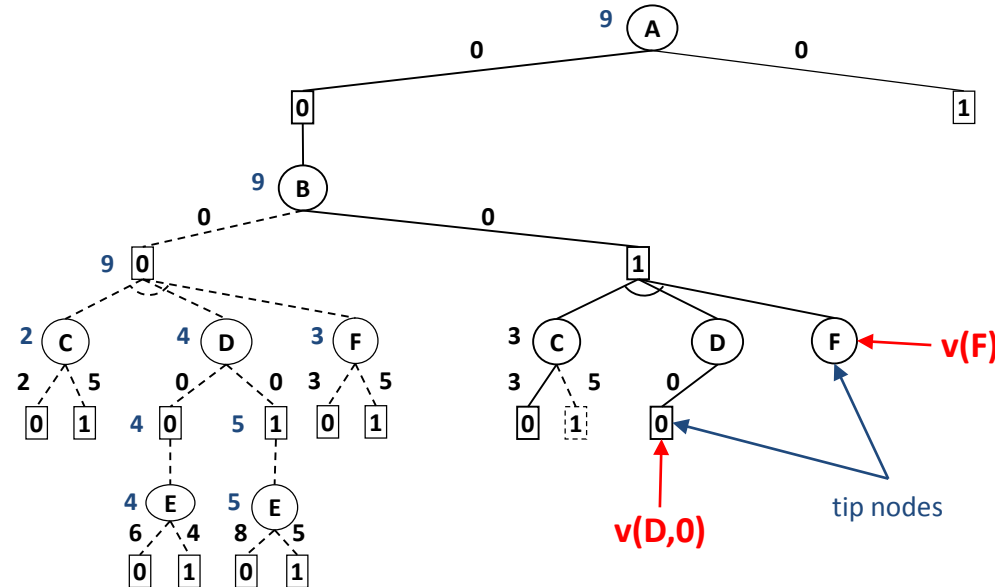 9 A
0 0
0 1
9 B
0 0
9 0 1
2 C 4 D 3 F 3 C D F v(F)
2 5 0 0 3 5 3 5 0
0 1 4 0 5 1 0 1 0 1 0
4 E 5 E tip nodes
6 4 8 5 v(D,0)
0 1 0 1